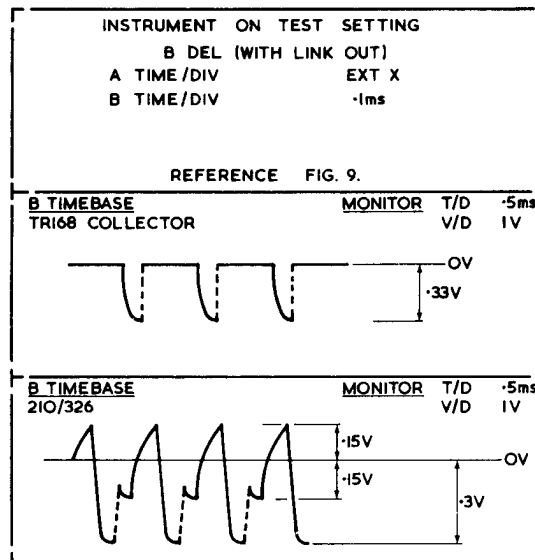 INSTRUMENT ON TEST SETTING
B DEL (WITH LINK OUT)
A TIME/DIV EXT X
B TIME/DIV ·1ms
REFERENCE FIG. 9.
B TIMEBASE MONITOR T/D ·5ms
TR168 COLLECTOR V/D 1V
0V
·33V
B TIMEBASE MONITOR T/D ·5ms
210/326 V/D 1V
·15V
0V
·15V
·3V